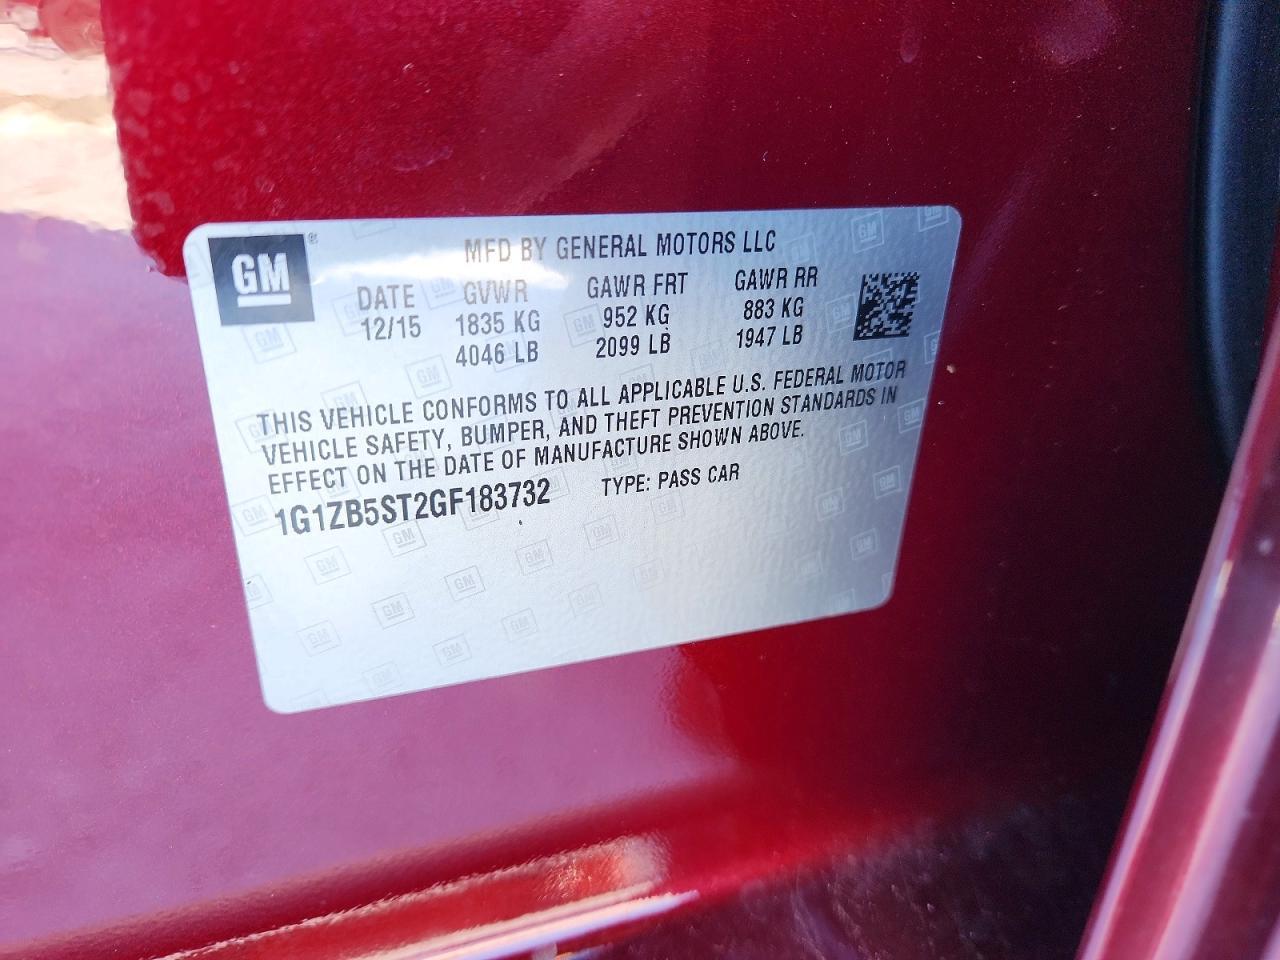 GM
MFD BY GENERAL MOTORS LLC
DATE GVWR GAWR FRT GAWR RR
12/15 1835 KG 952 KG 883 KG
4046 LB 2099 LB 1947 LB
THIS VEHICLE CONFORMS TO ALL APPLICABLE U.S. FEDERAL MOTOR
VEHICLE SAFETY, BUMPER, AND THEFT PREVENTION STANDARDS IN
EFFECT ON THE DATE OF MANUFACTURE SHOWN ABOVE.
1G1ZB5ST2GF183732 TYPE: PASS CAR